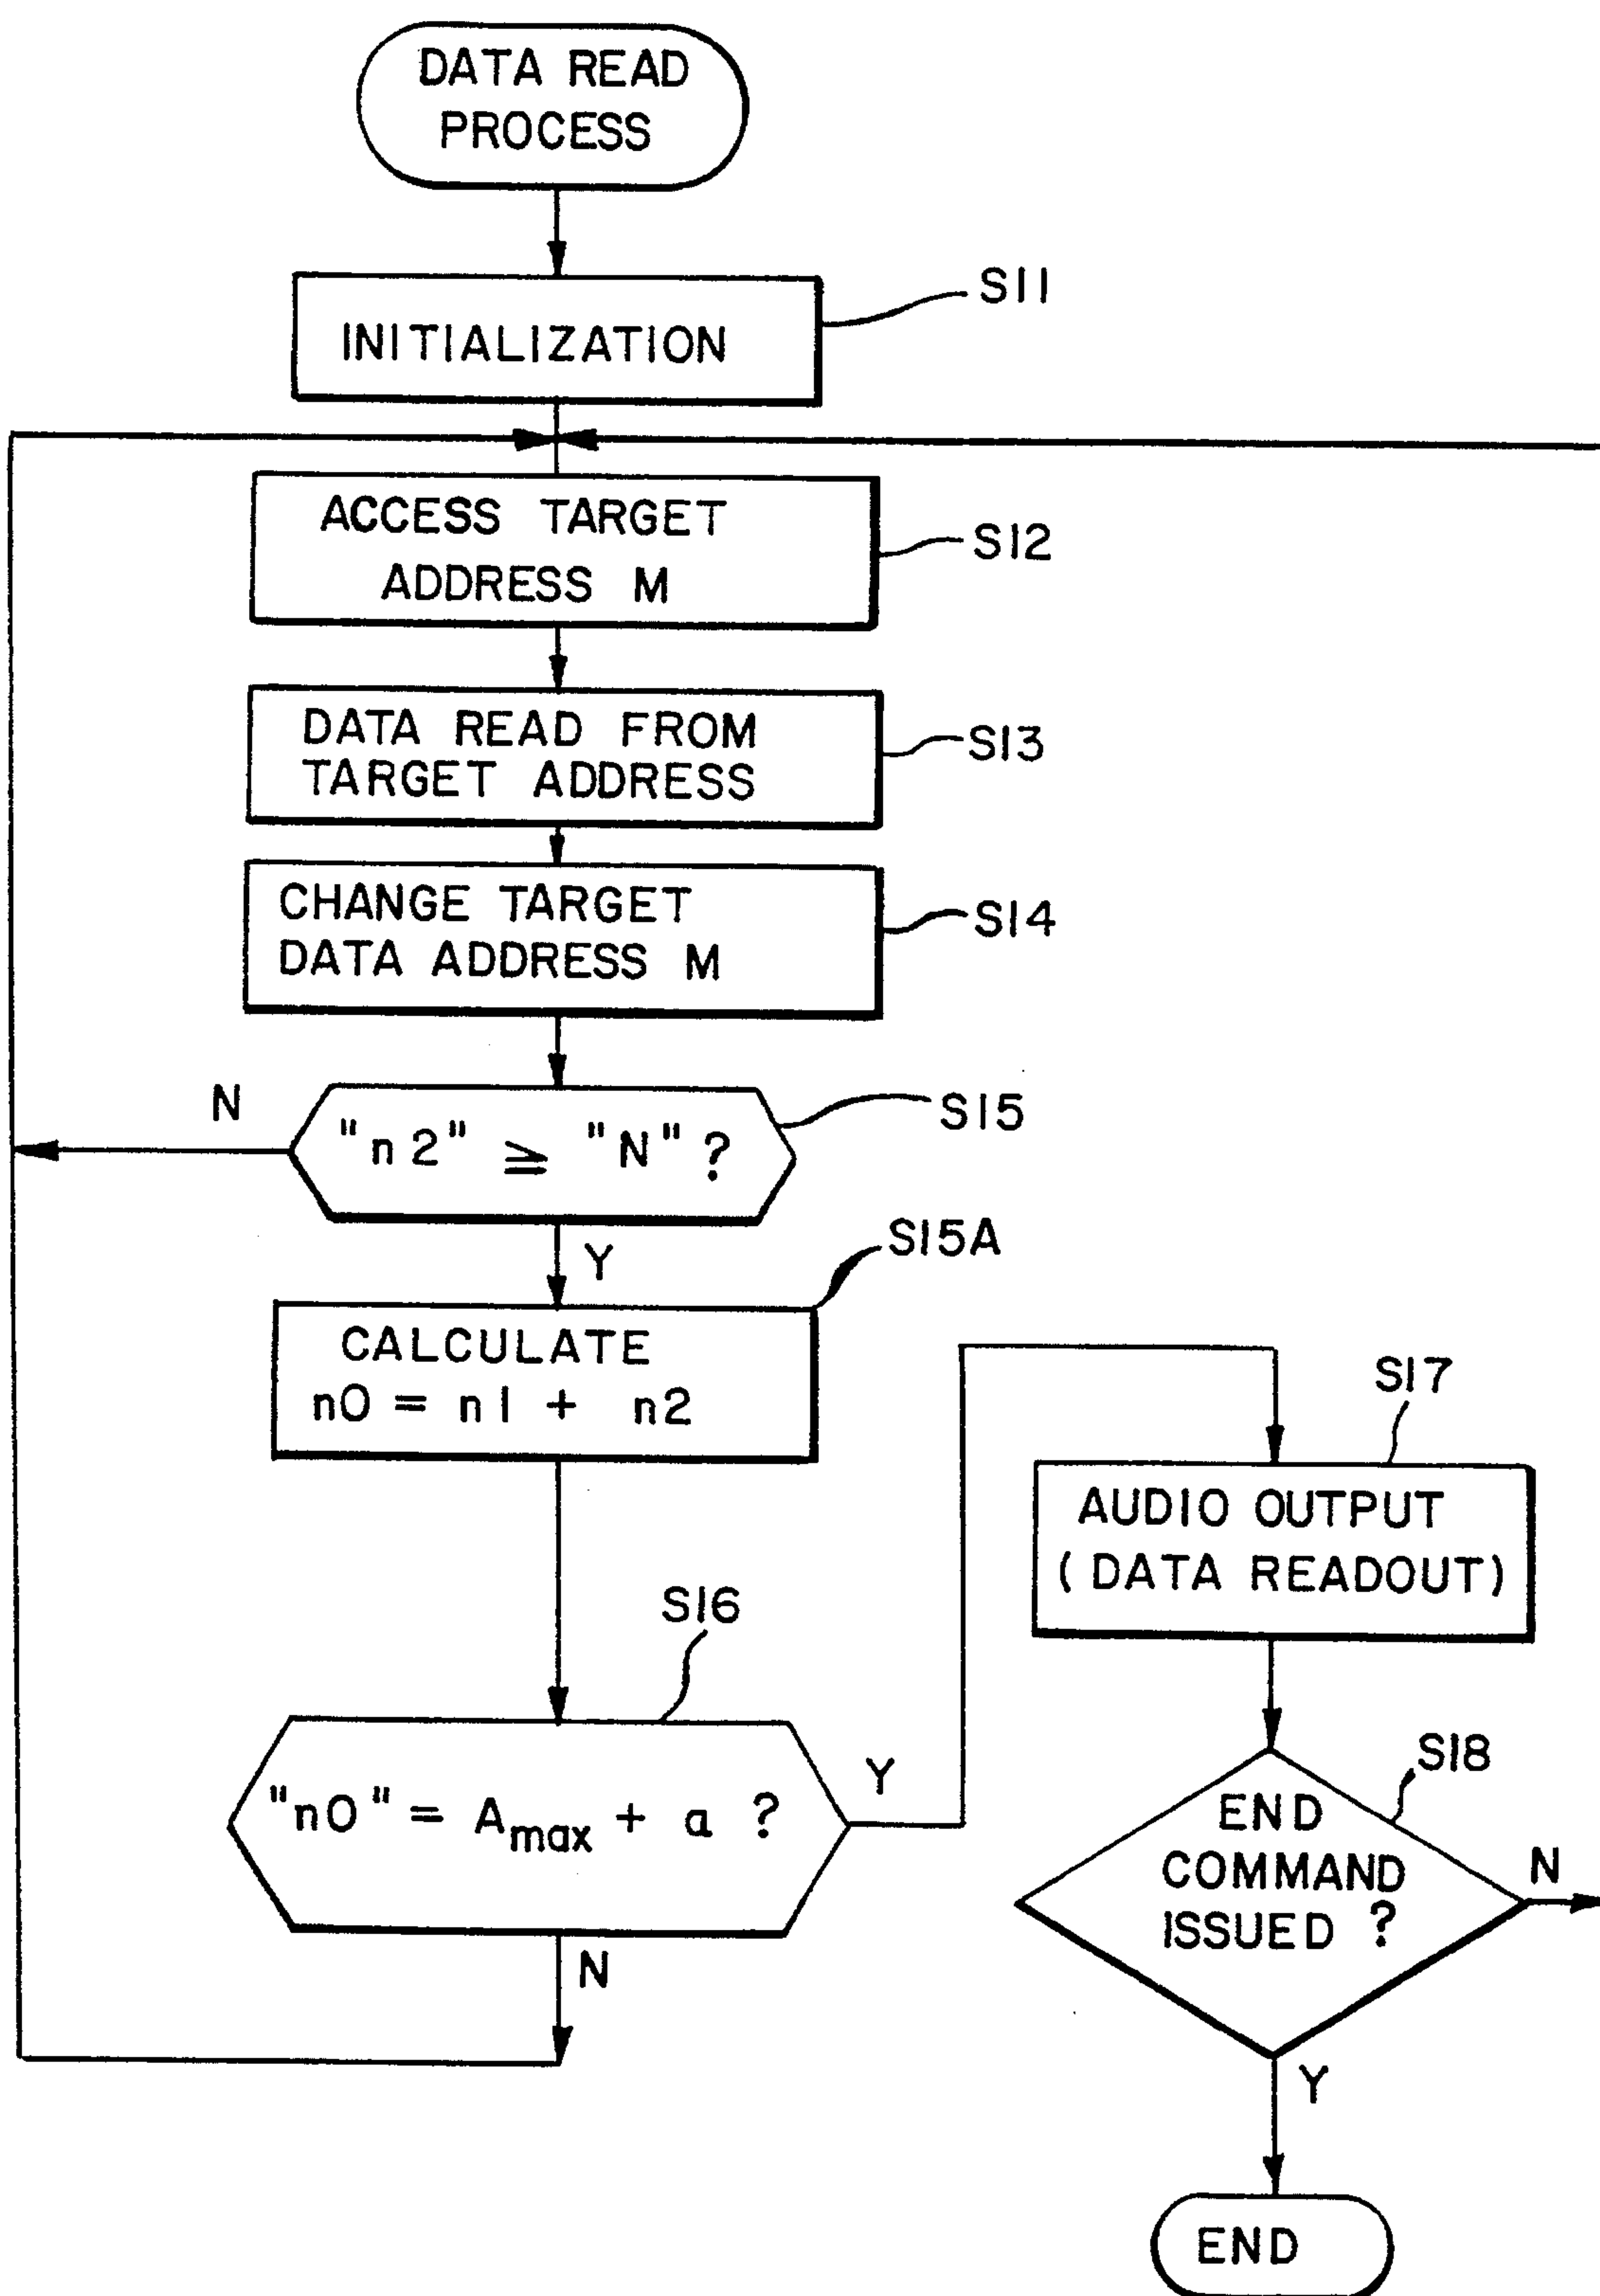 DATA READ
PROCESS
S11
INITIALIZATION
ACCESS TARGET
ADDRESS M
S12
DATA READ FROM
TARGET ADDRESS
S13
CHANGE TARGET
DATA ADDRESS M
S14
N
"n2" ≧ "N" ?
S15
Y
S15A
CALCULATE
n0 = n1 + n2
S16
"n0" = Amax + a ?
Y
N
S17
AUDIO OUTPUT
( DATA READOUT )
S18
END
COMMAND
ISSUED ?
N
Y
END